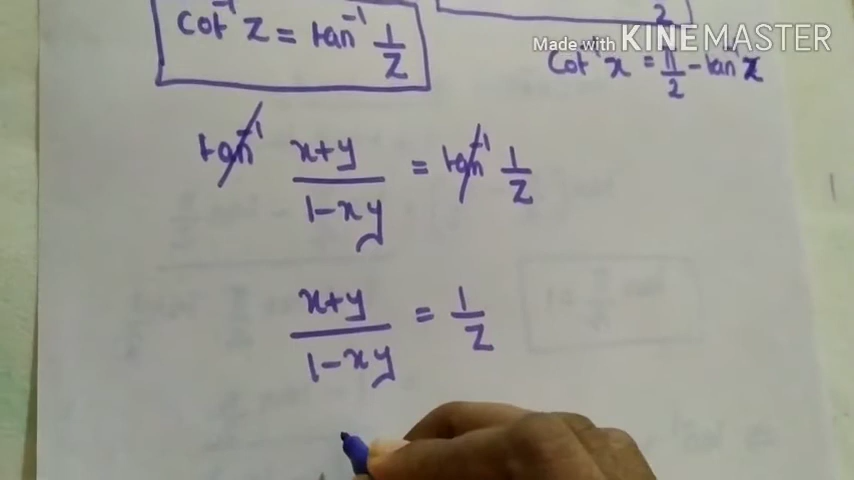 2
Made with KINEMASTER
cot⁻¹ z = tan⁻¹ 1/z
cot⁻¹ x = π/2 - tan⁻¹ x
tan⁻¹ x+y/1-xy = tan⁻¹ 1/z
x+y/1-xy = 1/z